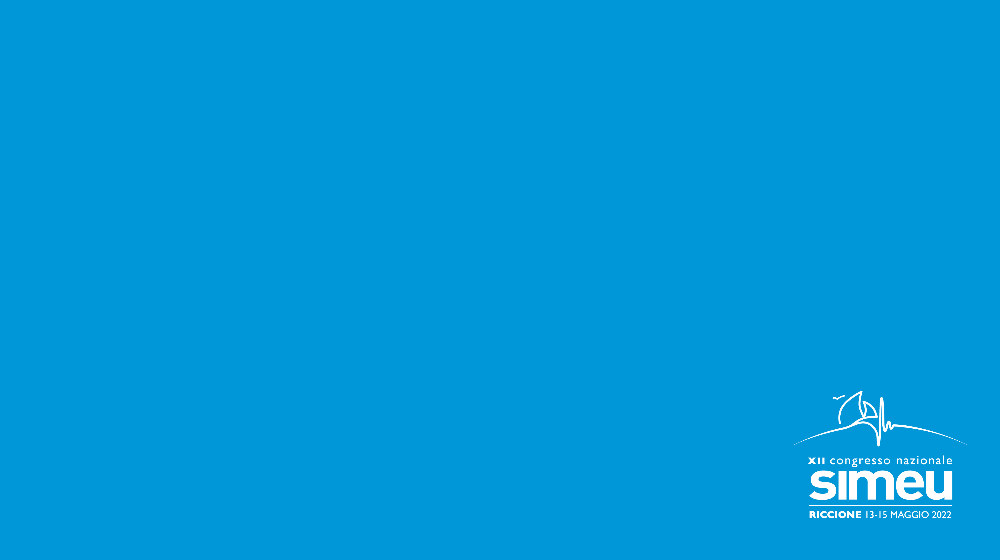 XII congresso nazionale
simeu
RICCIONE 13-15 MAGGIO 2022